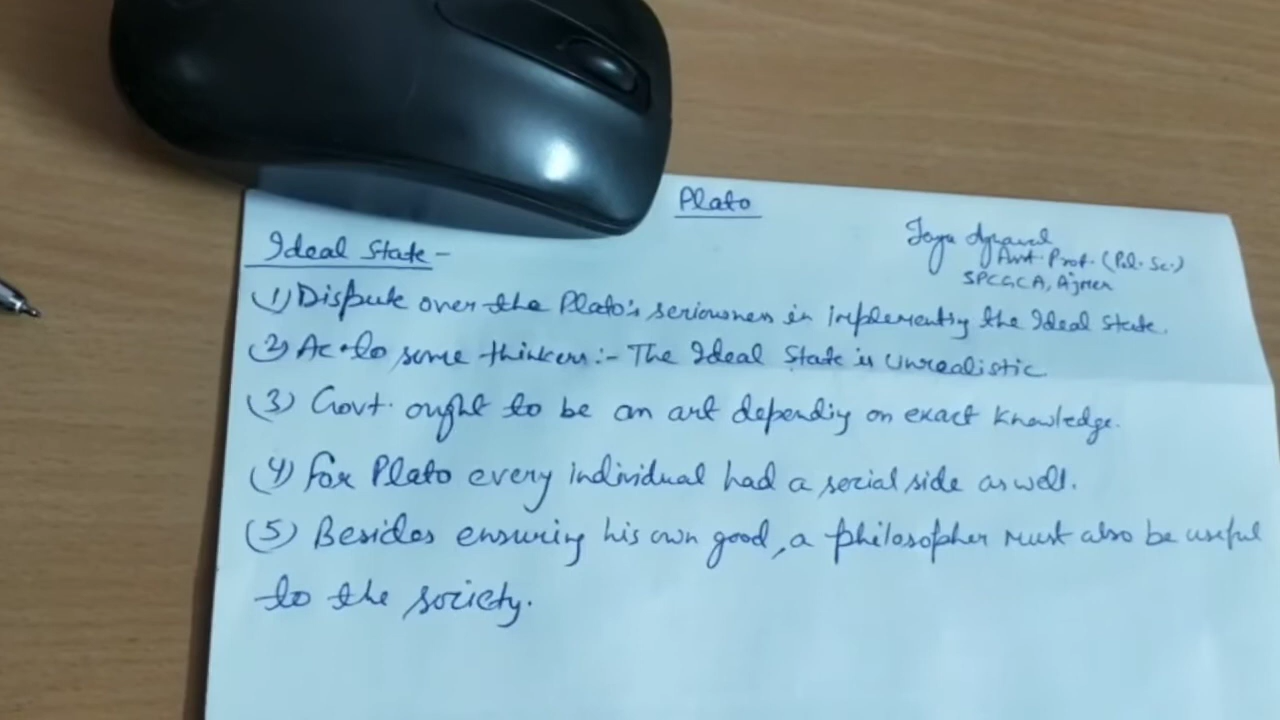 Plato
Agrawal
Asst. Prof. (Pol. Sc.)
SPCGCA, Ajmer
Ideal State -
(1) Dispute over the Plato's seriousness in implementing the Ideal State.
(2) Ac. to some thinkers :- The Ideal State is Unrealistic
(3) Govt. ought to be an art depending on exact Knowledge.
(4) For Plato every individual had a social side as well.
(5) Besides ensuring his own good, a philosopher must also be useful
to the society.